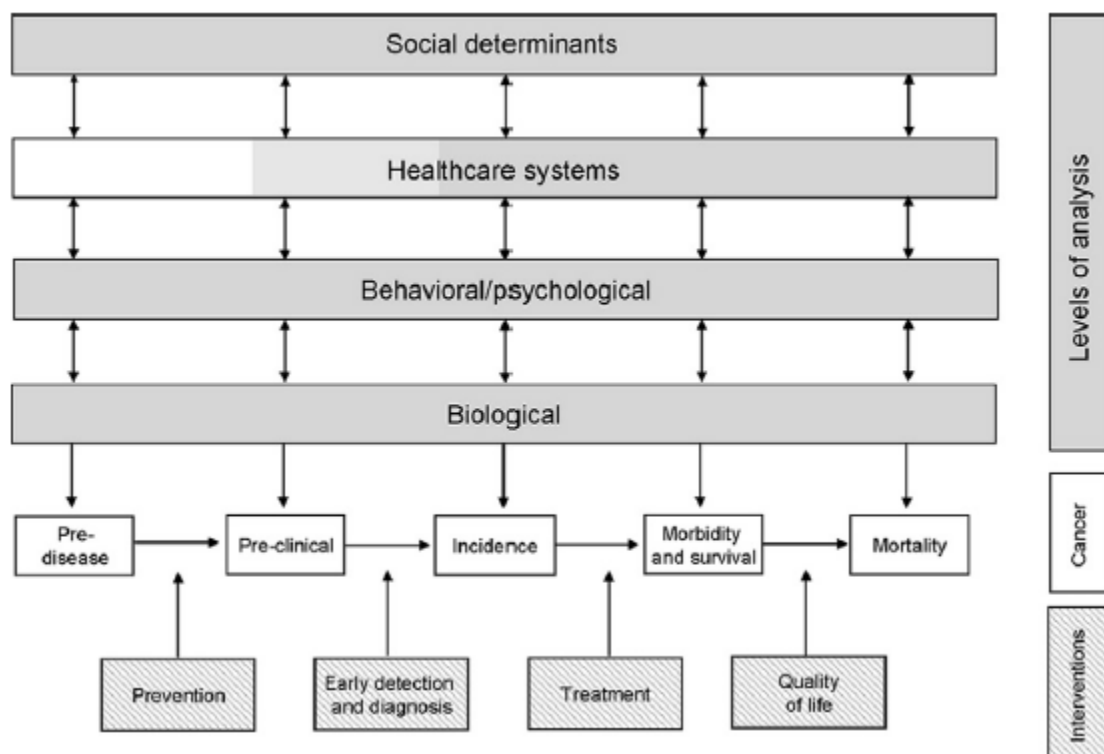 Social determinants
Healthcare systems
Behavioral/psychological
Biological
Pre-
disease
Pre-clinical
Incidence
Morbidity
and survival
Mortality
Prevention
Early detection
and diagnosis
Treatment
Quality
of life
Levels of analysis
Cancer
Interventions